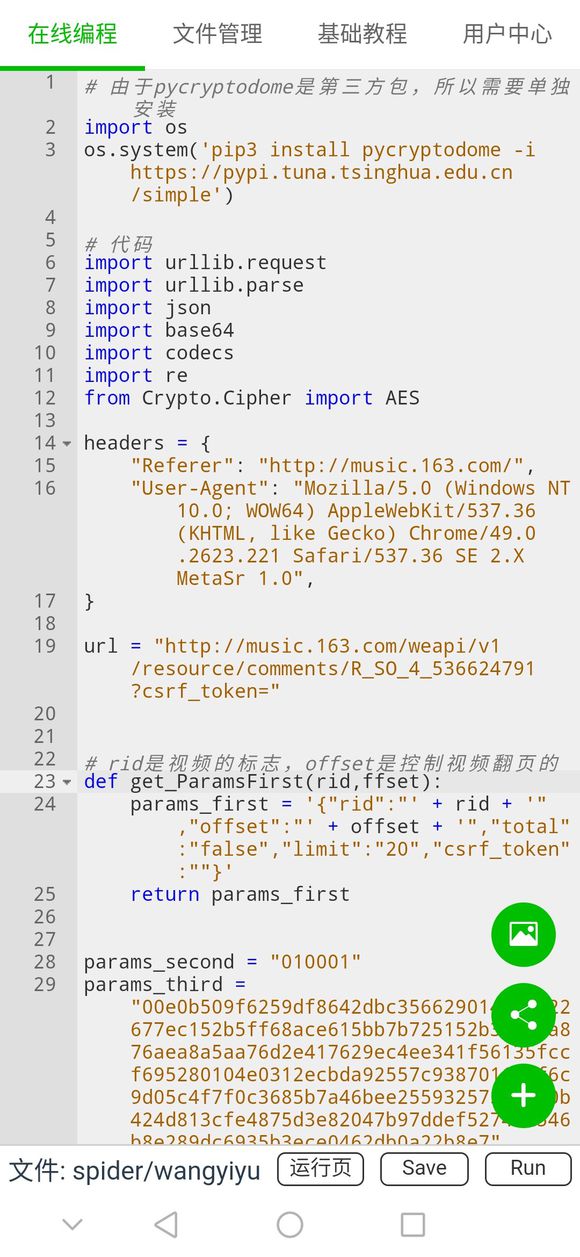 在线编程 文件管理 基础教程 用户中心
1 # 由于pycryptodome是第三方包，所以需要单独
安装
2 import os
3 os.system('pip3 install pycryptodome -i
https://pypi.tuna.tsinghua.edu.cn
/simple')
4
5 # 代码
6 import urllib.request
7 import urllib.parse
8 import json
9 import base64
10 import codecs
11 import re
12 from Crypto.Cipher import AES
13
14 headers = {
15 "Referer": "http://music.163.com/",
16 "User-Agent": "Mozilla/5.0 (Windows NT
10.0; WOW64) AppleWebKit/537.36
(KHTML, like Gecko) Chrome/49.0
.2623.221 Safari/537.36 SE 2.X
MetaSr 1.0",
17 }
18
19 url = "http://music.163.com/weapi/v1
/resource/comments/R_SO_4_536624791
?csrf_token="
20
21
22 # rid是视频的标志，offset是控制视频翻页的
23 def get_ParamsFirst(rid,ffset):
24 params_first = '{"rid":"' + rid + '"
,"offset":"' + offset + '","total"
:"false","limit":"20","csrf_token"
:""}'
25 return params_first
26
27
28 params_second = "010001"
29 params_third =
"00e0b509f6259df8642dbc35662901
677ec152b5ff68ace615bb7b725152b3
76aea8a5aa76d2e417629ec4ee341f56135fcc
f695280104e0312ecbda92557c938701
9d05c4f7f0c3685b7a46bee255932575
424d813cfe4875d3e82047b97ddef527
b8e289dc6935b3ece0462db0a22b8e7"
文件: spider/wangyiyu 运行页 Save Run